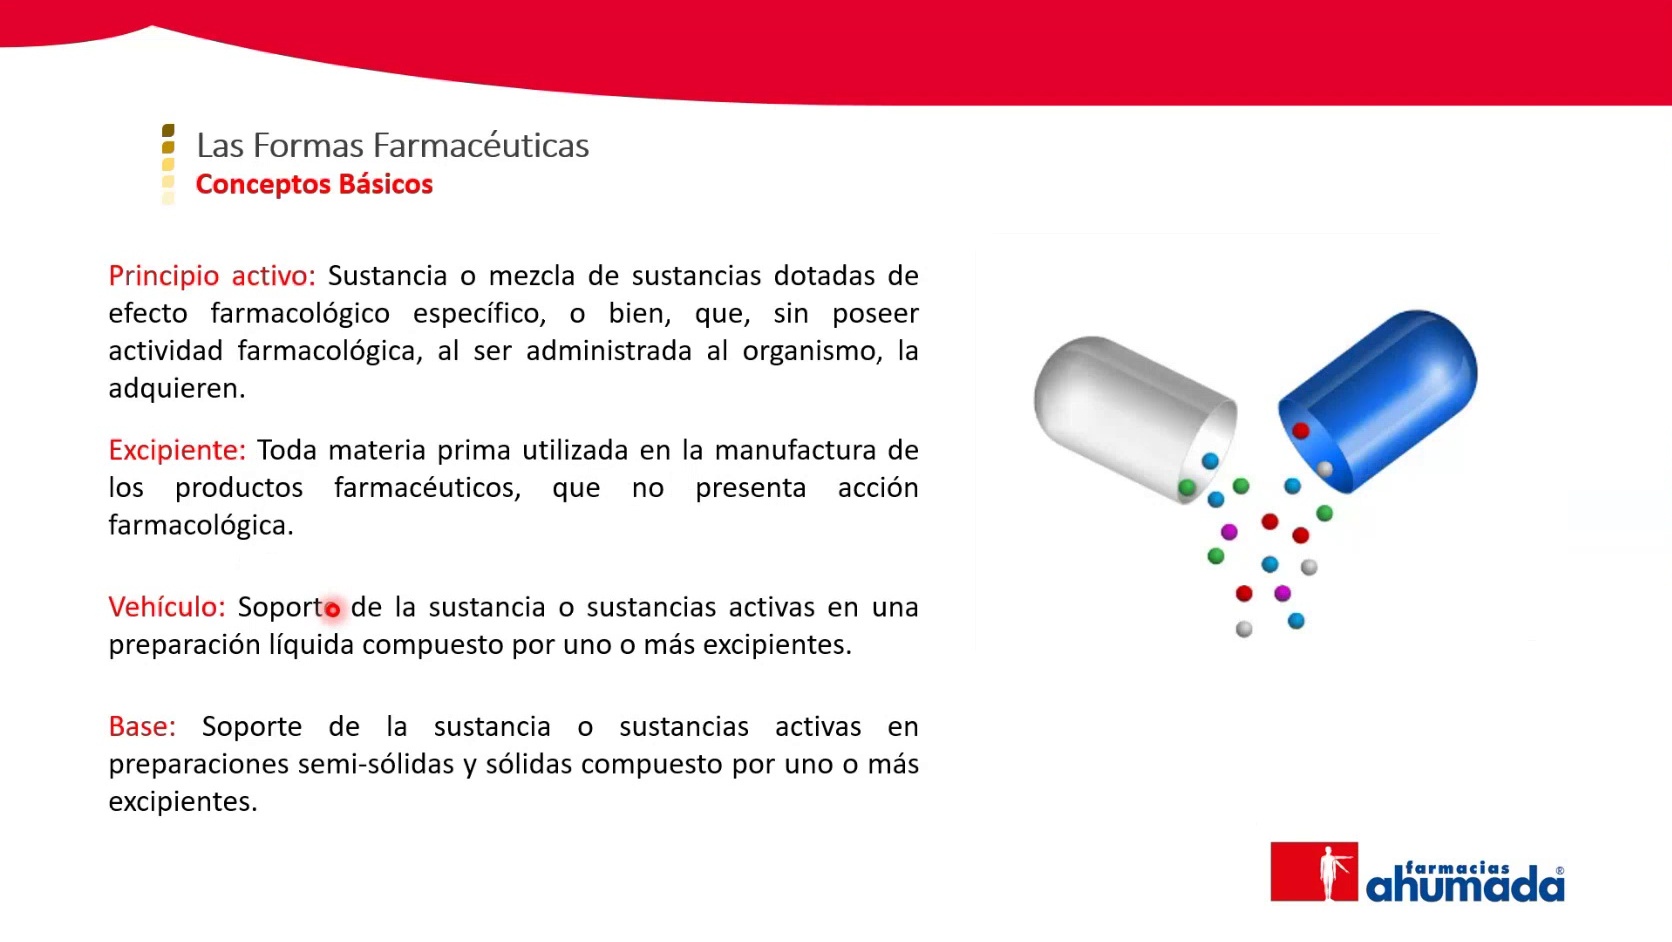 Las Formas Farmacéuticas
Conceptos Básicos
Principio activo: Sustancia o mezcla de sustancias dotadas de
efecto farmacológico específico, o bien, que, sin poseer
actividad farmacológica, al ser administrada al organismo, la
adquieren.
Excipiente: Toda materia prima utilizada en la manufactura de
los productos farmacéuticos, que no presenta acción
farmacológica.
Vehículo: Soporte de la sustancia o sustancias activas en una
preparación líquida compuesto por uno o más excipientes.
Base: Soporte de la sustancia o sustancias activas en
preparaciones semi-sólidas y sólidas compuesto por uno o más
excipientes.
farmacias
ahumada®